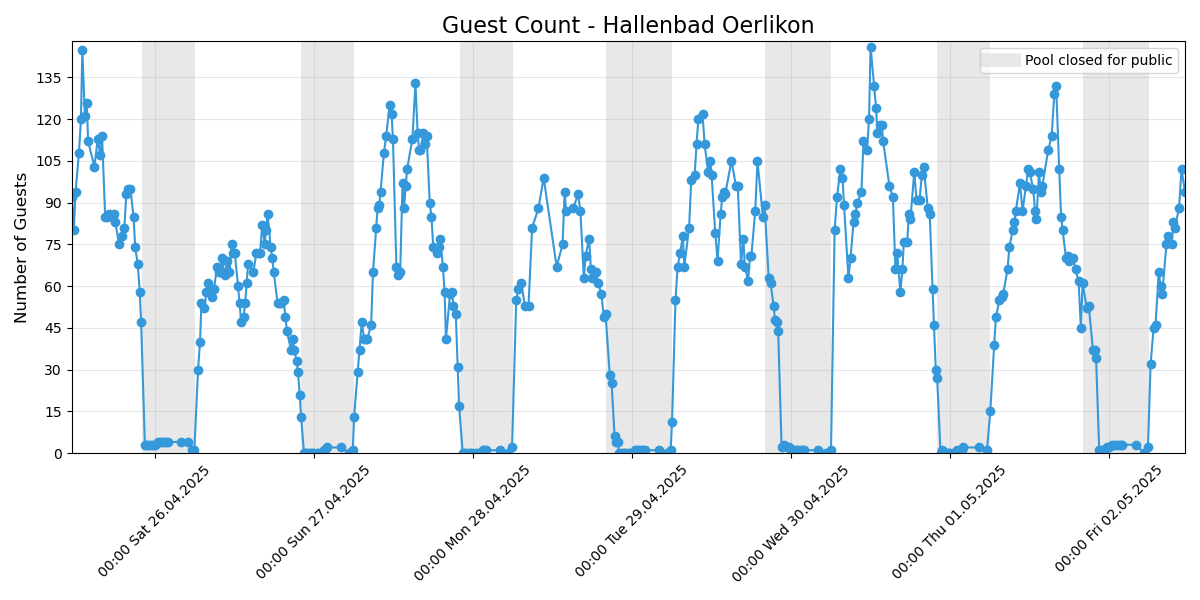 Guest Count - Hallenbad Oerlikon
Pool closed for public
Number of Guests
135
120
105
90
75
60
45
30
15
0
00:00 Sat 26.04.2025
00:00 Sun 27.04.2025
00:00 Mon 28.04.2025
00:00 Tue 29.04.2025
00:00 Wed 30.04.2025
00:00 Thu 01.05.2025
00:00 Fri 02.05.2025